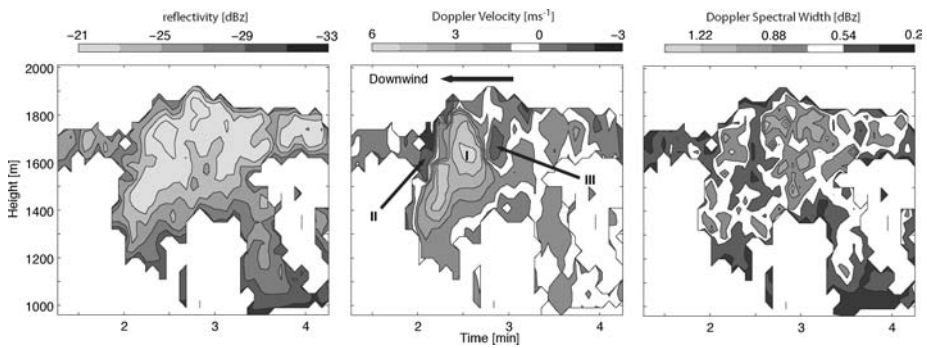 reflectivity [dBz]
-21 -25 -29 -33
Doppler Velocity [ms⁻¹]
6 3 0 -3
Doppler Spectral Width [dBz]
1.22 0.88 0.54 0.2
Height [m]
2000
1800
1600
1400
1200
1000
2 3 4
Downwind
I
II
III
2 3 4
Time [min]
2 3 4